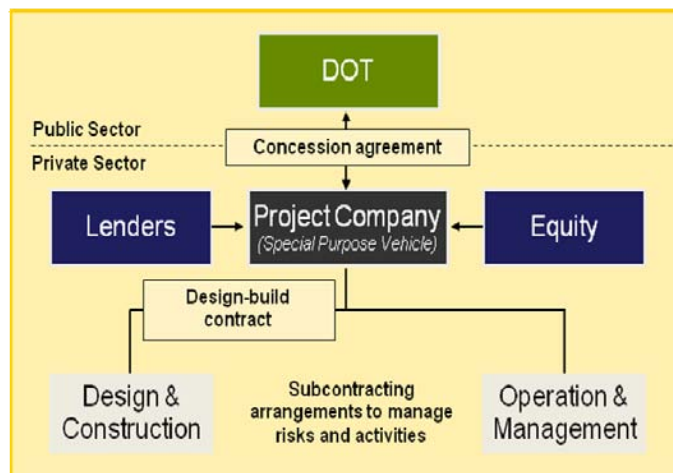 DOT
Public Sector
Concession agreement
Private Sector
Lenders
Project Company
(Special Purpose Vehicle)
Equity
Design-build
contract
Design &
Construction
Subcontracting
arrangements to manage
risks and activities
Operation &
Management